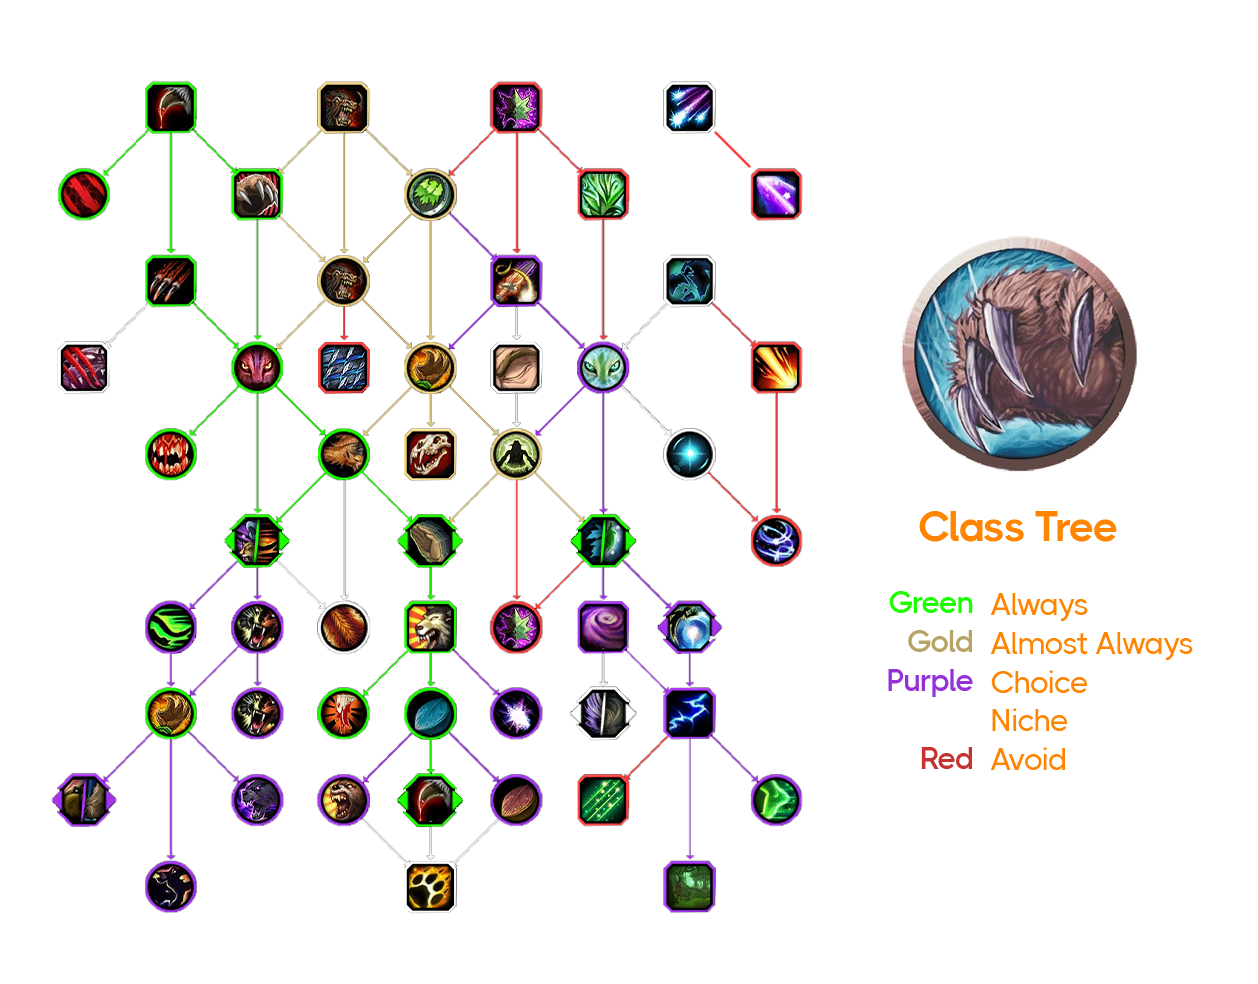 Class Tree
Green Always
Gold Almost Always
Purple Choice
Niche
Red Avoid